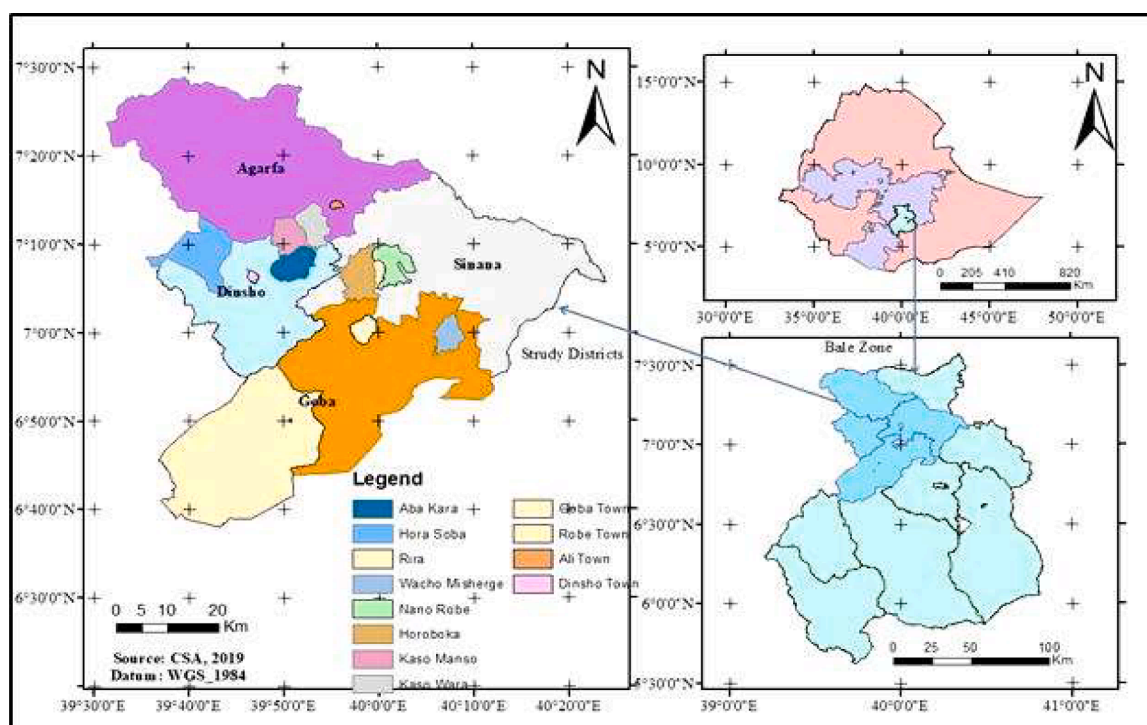 N
7°30'0"N
7°20'0"N
7°10'0"N
7°0'0"N
6°50'0"N
6°40'0"N
6°30'0"N
Agarfa
Dinsho
Sinana
Goba
Strudy Districts
Legend
Aba Kara
Hora Soba
Rira
Wacho Misherge
Nano Robe
Horoboka
Kaso Manso
Kaso Wara
Goba Town
Robe Town
Ali Town
Dinsho Town
0 5 10 20
Km
Source: CSA, 2019
Datum : WGS_1984
39°30'0"E 39°40'0"E 39°50'0"E 40°0'0"E 40°10'0"E 40°20'0"E
N
15°0'0"N
10°0'0"N
5°0'0"N
0 205 410 820
Km
30°0'0"E 35°0'0"E 40°0'0"E 45°0'0"E 50°0'0"E
Bale Zone
7°30'0"N
7°0'0"N
6°30'0"N
6°0'0"N
5°30'0"N
0 25 50 100
Km
39°0'0"E 40°0'0"E 41°0'0"E